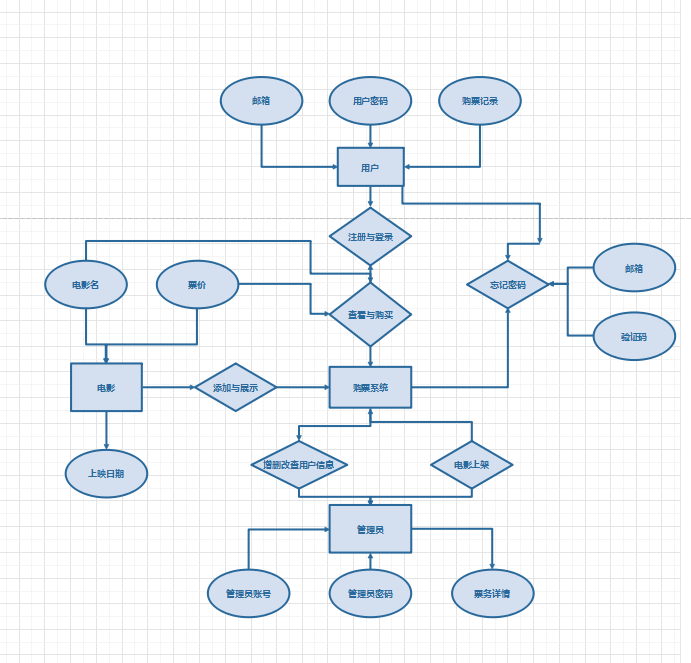 邮箱
用户密码
购票记录
用户
注册与登录
电影名
票价
忘记密码
邮箱
查看与购买
验证码
电影
添加与展示
购票系统
上映日期
增删改查用户信息
电影上架
管理员
管理员账号
管理员密码
票务详情